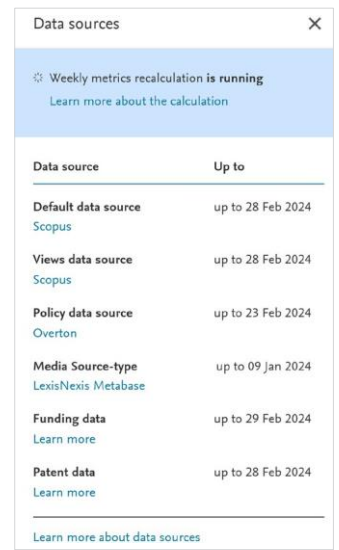 Data sources
Weekly metrics recalculation is running
Learn more about the calculation
Data source Up to
Default data source up to 28 Feb 2024
Scopus
Views data source up to 28 Feb 2024
Scopus
Policy data source up to 23 Feb 2024
Overton
Media Source-type up to 09 Jan 2024
LexisNexis Metabase
Funding data up to 29 Feb 2024
Learn more
Patent data up to 28 Feb 2024
Learn more
Learn more about data sources